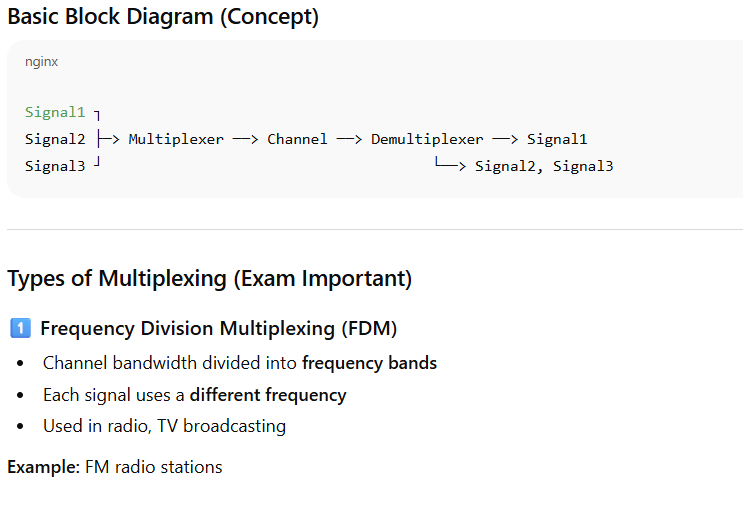 Basic Block Diagram (Concept)
nginx
Signal1 ┐
Signal2 ├─> Multiplexer ──> Channel ──> Demultiplexer ──> Signal1
Signal3 ┘                                      └──> Signal2, Signal3
Types of Multiplexing (Exam Important)
1️⃣ Frequency Division Multiplexing (FDM)
• Channel bandwidth divided into frequency bands
• Each signal uses a different frequency
• Used in radio, TV broadcasting
Example: FM radio stations